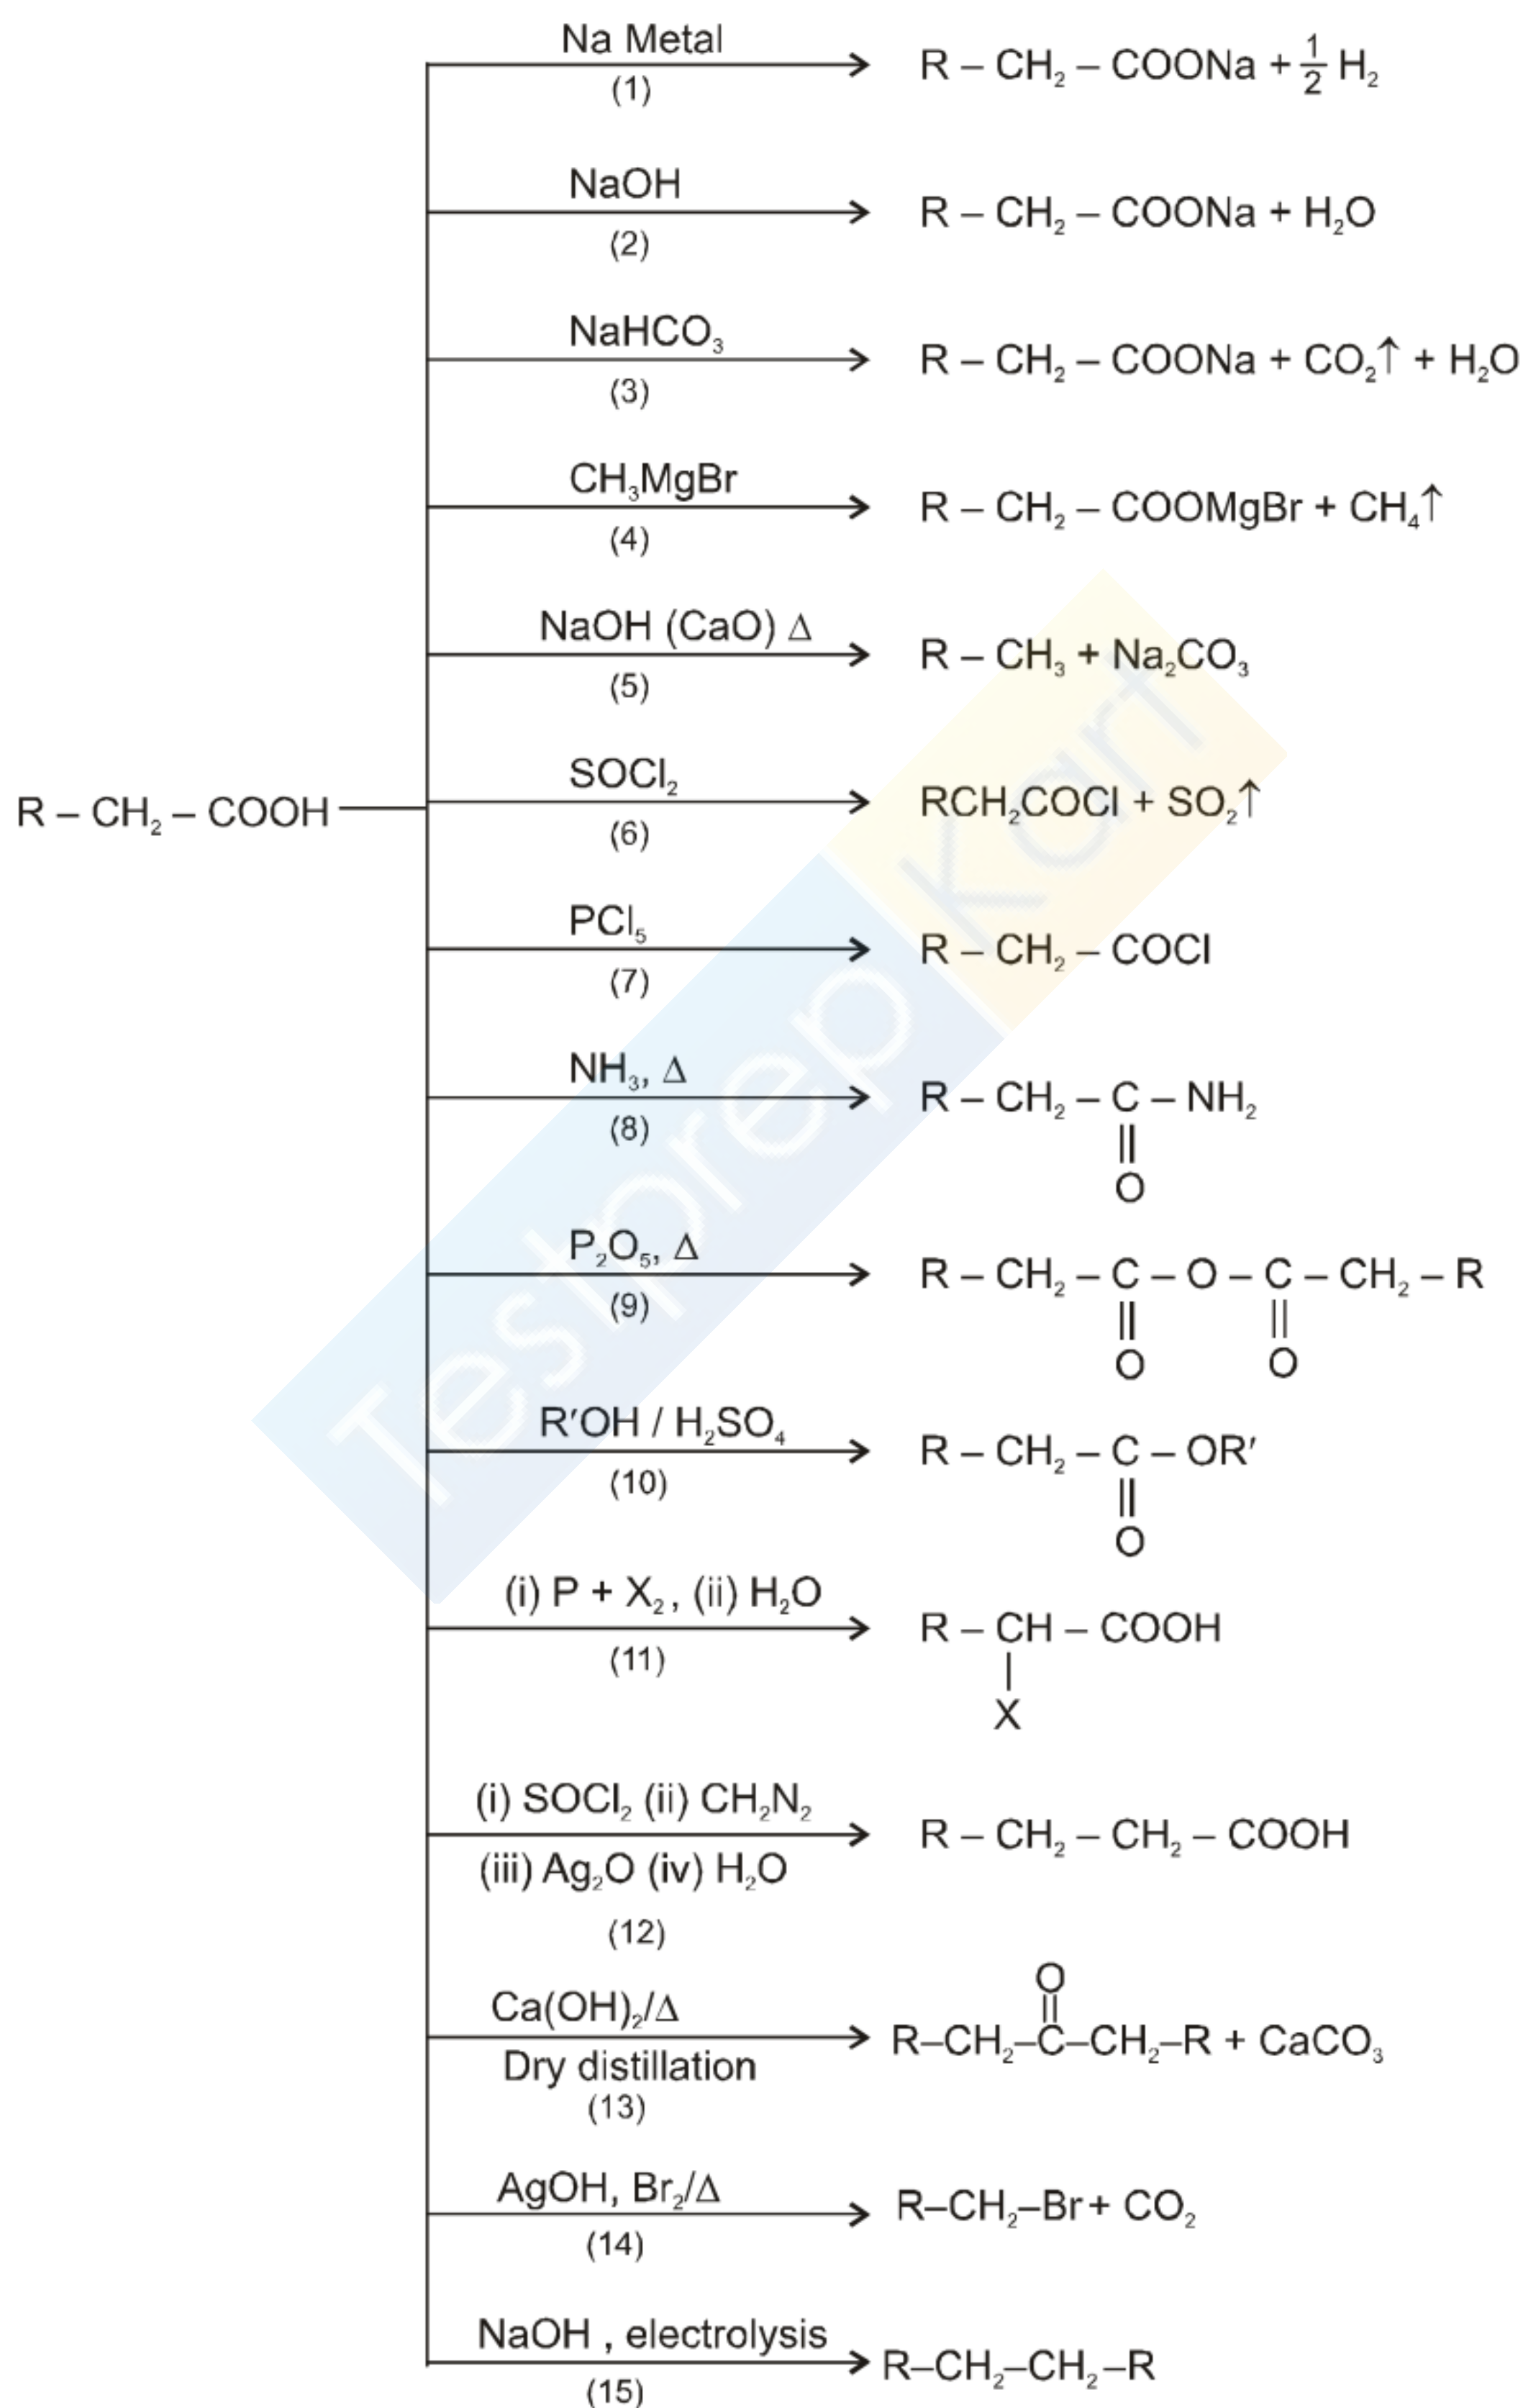 Na Metal
(1)
R – CH₂ – COONa + 1/2 H₂
NaOH
(2)
R – CH₂ – COONa + H₂O
NaHCO₃
(3)
R – CH₂ – COONa + CO₂↑ + H₂O
CH₃MgBr
(4)
R – CH₂ – COOMgBr + CH₄↑
NaOH (CaO) Δ
(5)
R – CH₃ + Na₂CO₃
R – CH₂ – COOH
SOCl₂
(6)
RCH₂COCl + SO₂↑
PCl₅
(7)
R – CH₂ – COCl
NH₃, Δ
(8)
R – CH₂ – C – NH₂
||
O
P₂O₅, Δ
(9)
R – CH₂ – C – O – C – CH₂ – R
|| ||
O O
R′OH / H₂SO₄
(10)
R – CH₂ – C – OR′
||
O
(i) P + X₂ , (ii) H₂O
(11)
R – CH – COOH
|
X
(i) SOCl₂ (ii) CH₂N₂
(iii) Ag₂O (iv) H₂O
(12)
R – CH₂ – CH₂ – COOH
Ca(OH)₂/Δ
Dry distillation
(13)
O
||
R–CH₂–C–CH₂–R + CaCO₃
AgOH, Br₂/Δ
(14)
R–CH₂–Br + CO₂
NaOH , electrolysis
(15)
R–CH₂–CH₂–R
Testprep Kart